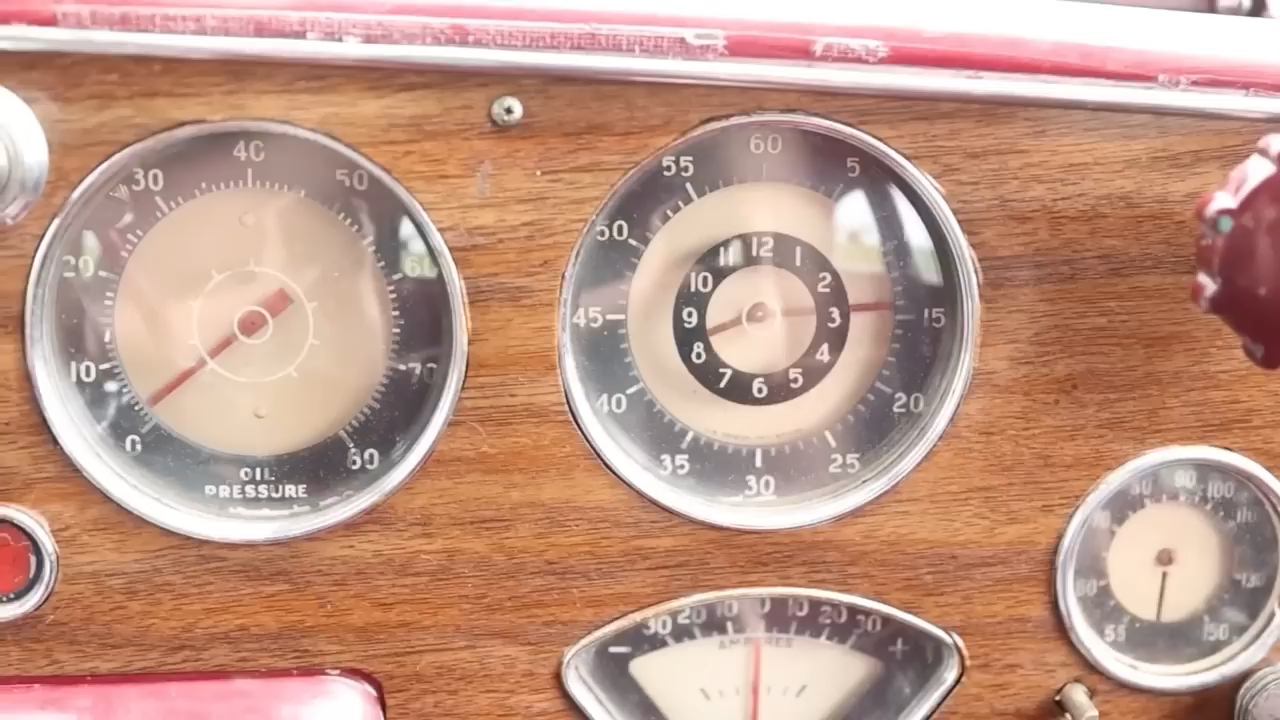 0 10 20 30 40 50 60 70 80
OIL
PRESSURE
60 5 15 20 25 30 35 40 45 50 55
12 1 2 3 4 5 6 7 8 9 10 11
30 20 10 0 10 20 30
AMPERES
- +
90 100 110 130 150